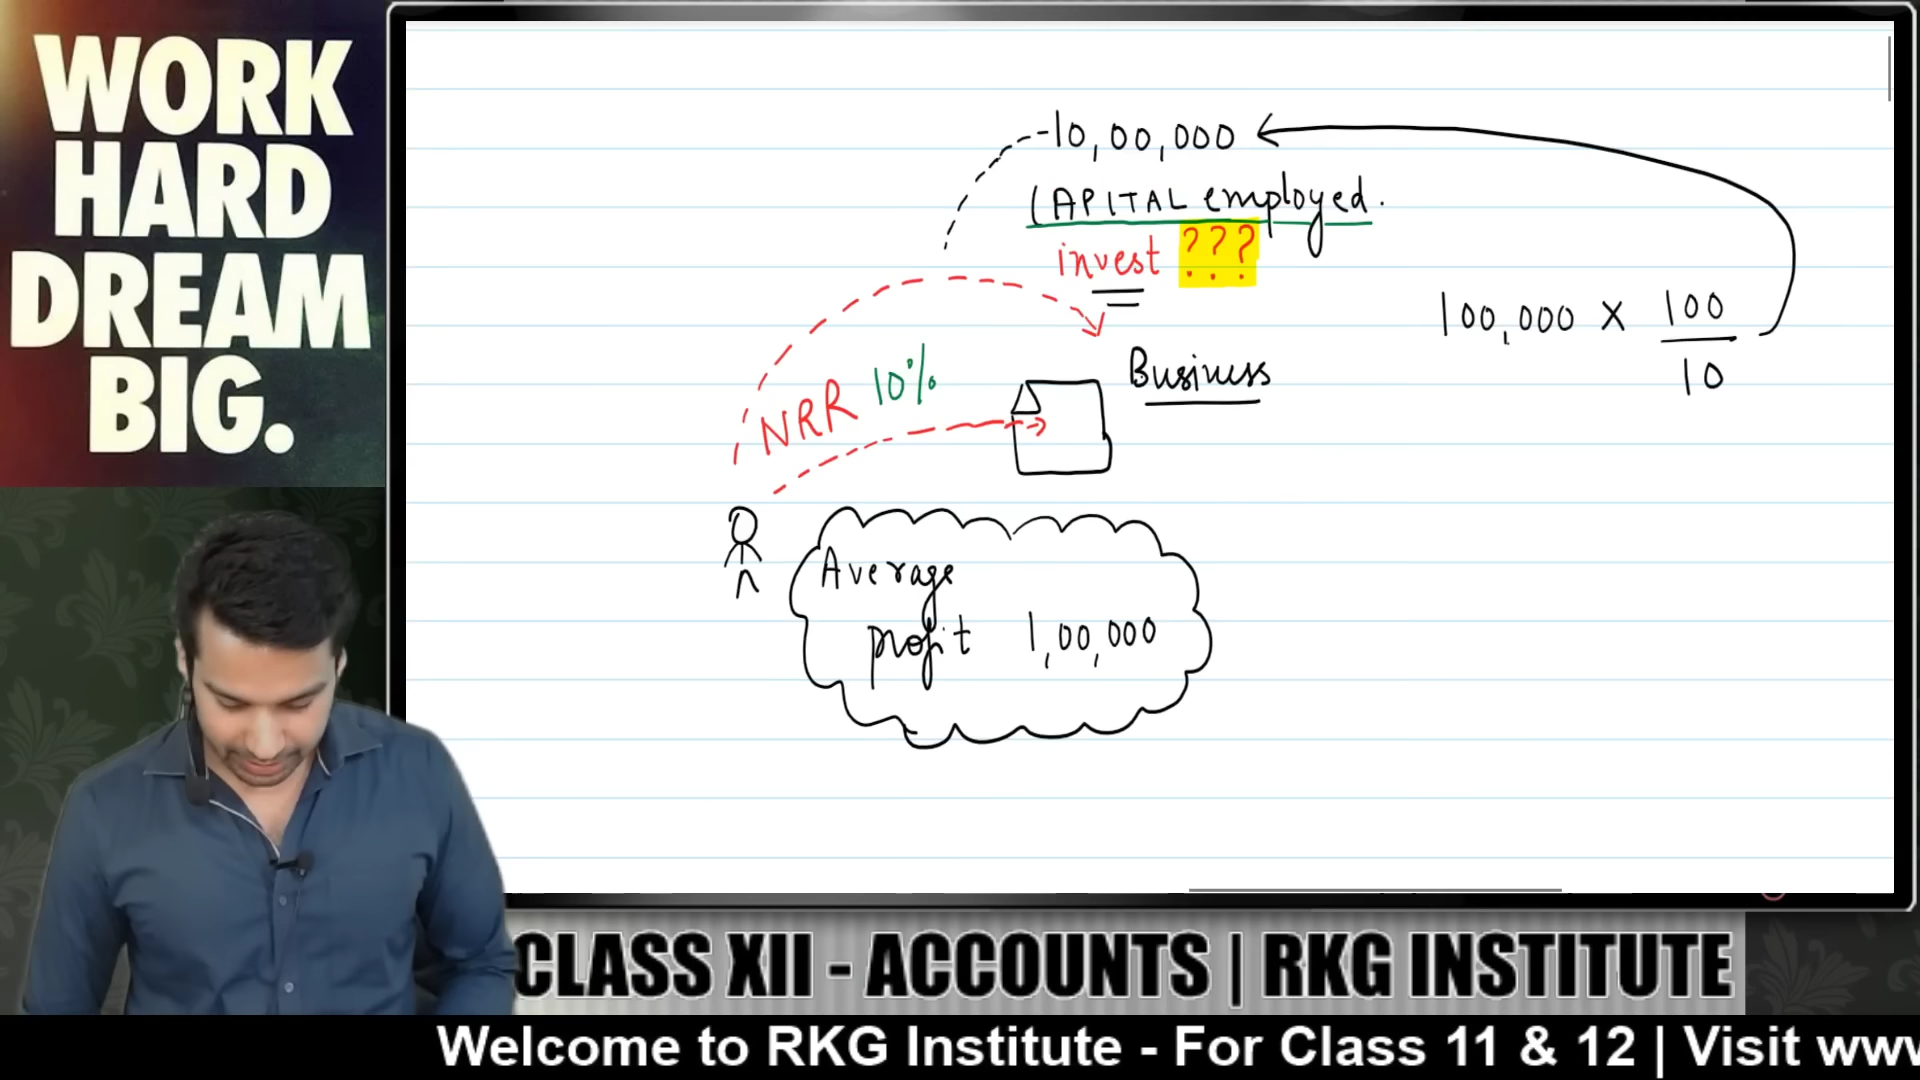 WORK
HARD
DREAM
BIG.
10,00,000
CAPITAL employed.
invest ???
100,000 X 100
10
Business
NRR 10%
Average
profit 1,00,000
CLASS XII - ACCOUNTS | RKG INSTITUTE
Welcome to RKG Institute - For Class 11 & 12 | Visit www